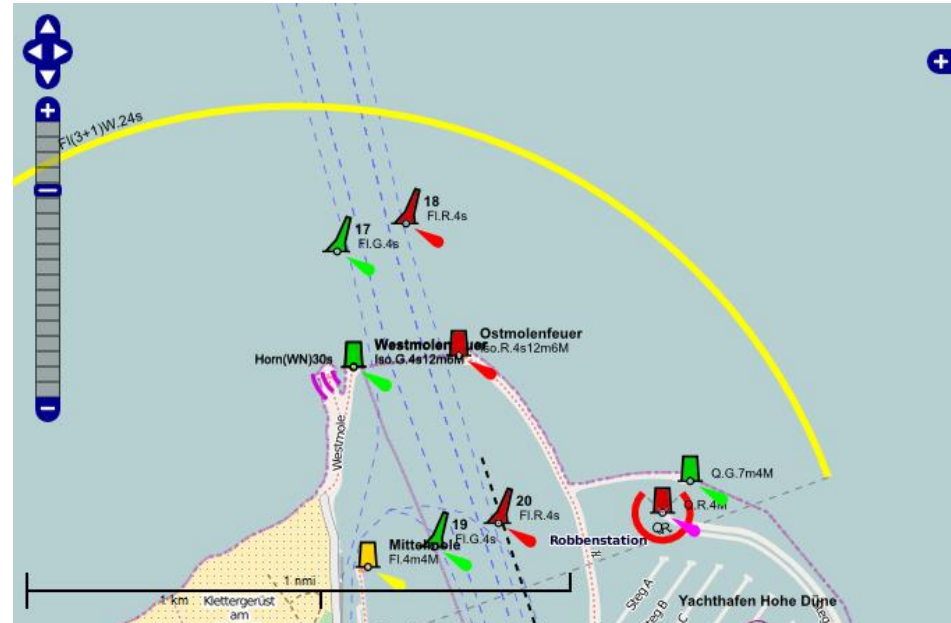 Fl(3+1)W.24s
18
Fl.R.4s
17
Fl.G.4s
Ostmolenfeuer
Iso.R.4s12m6M
Westmolenfeuer
Iso.G.4s12m6M
Horn(WN)30s
Westmole
Q.G.7m4M
20
Fl.R.4s
Q.R.4M
QR
19
Fl.G.4s
Robbenstation
Mittelmole
Fl.4m4M
1 nmi
1 km
Klettergerüst
am
Steg A
Steg B
C
Yachthafen Hohe Düne